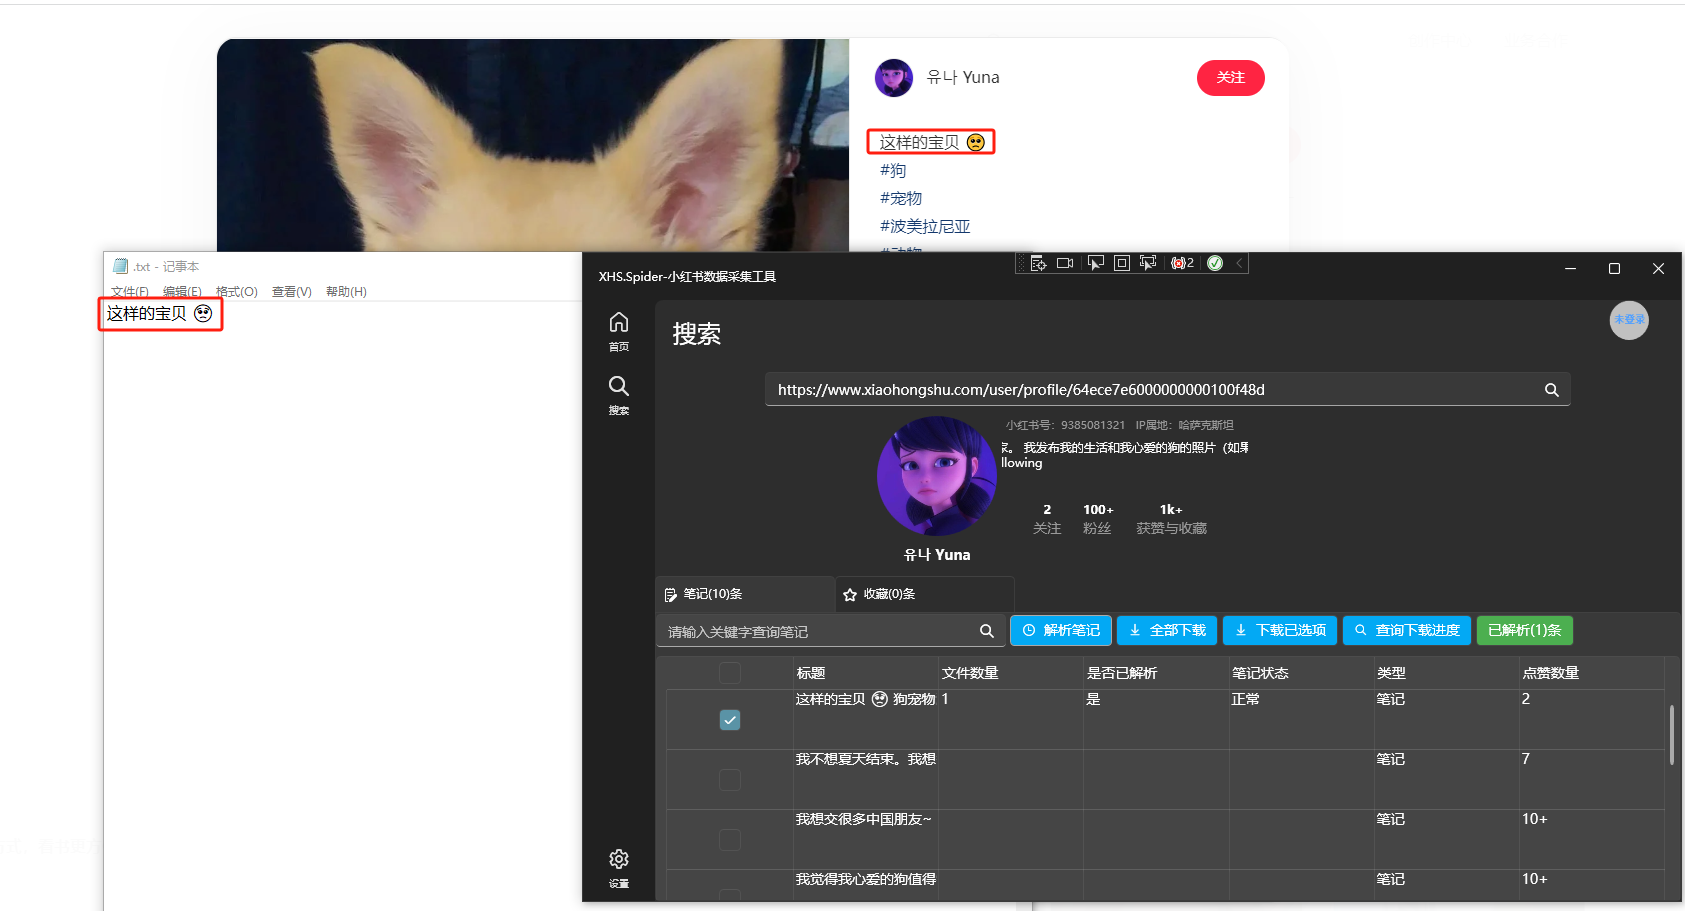 유나 Yuna
关注
这样的宝贝 🥺
#狗
#宠物
#波美拉尼亚
.txt - 记事本
文件(F) 编辑(E) 格式(O) 查看(V) 帮助(H)
这样的宝贝 🥺
XHS.Spider-小红书数据采集工具
2
首页
搜索
设置
搜索
未登录
https://www.xiaohongshu.com/user/profile/64ece7e6000000000100f48d
小红书号：9385081321 IP属地：哈萨克斯坦
家。 我发布我的生活和我心爱的狗的照片（如果
llowing
2 100+ 1k+
关注 粉丝 获赞与收藏
유나 Yuna
笔记(10)条 收藏(0)条
请输入关键字查询笔记 解析笔记 全部下载 下载已选项 查询下载进度 已解析(1)条
标题 文件数量 是否已解析 笔记状态 类型 点赞数量
这样的宝贝 🥺 狗宠物 1 是 正常 笔记 2
我不想夏天结束。我想 笔记 7
我想交很多中国朋友~ 笔记 10+
我觉得我心爱的狗值得 笔记 10+